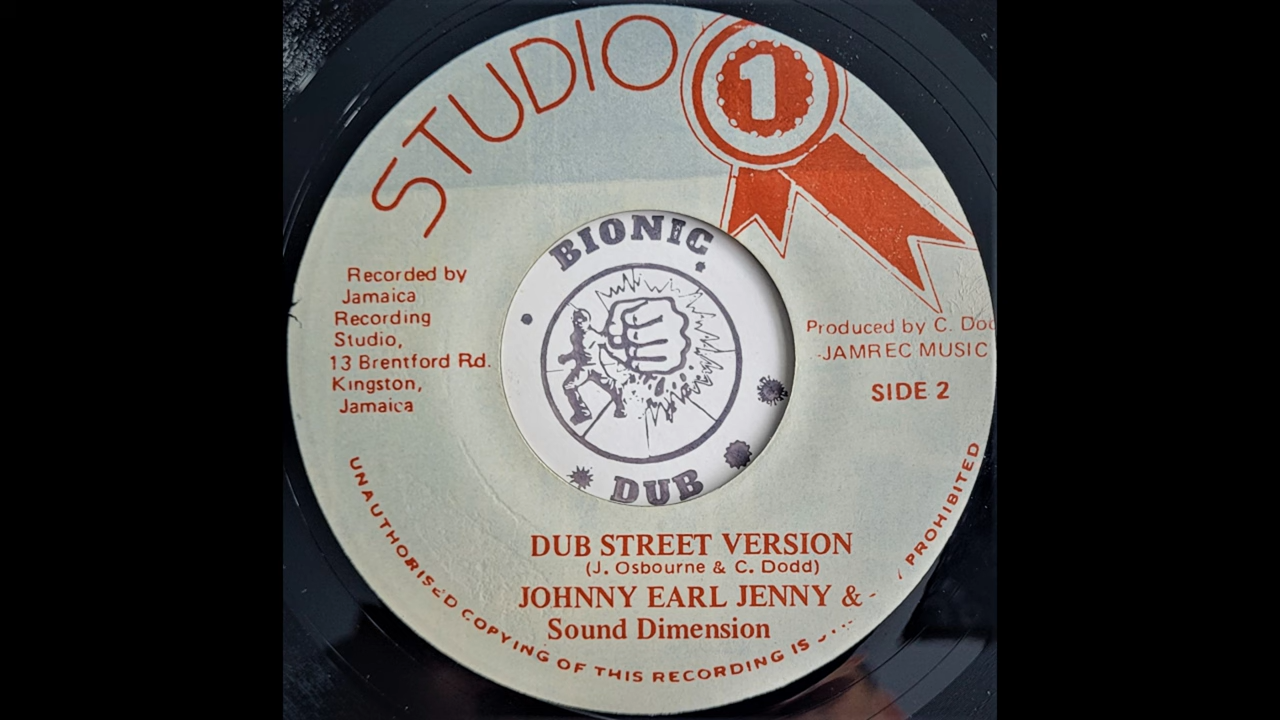 STUDIO
1
BIONIC
Recorded by
Jamaica
Recording
Studio,
13 Brentford Rd.
Kingston,
Jamaica
Produced by C.
JAMREC MUSIC
SIDE 2
DUB
DUB STREET VERSION
(J. Osbourne & C. Dodd)
JOHNNY EARL JENNY &
Sound Dimension
UNAUTHORISED COPYING OF THIS RECORDING IS PROHIBITED